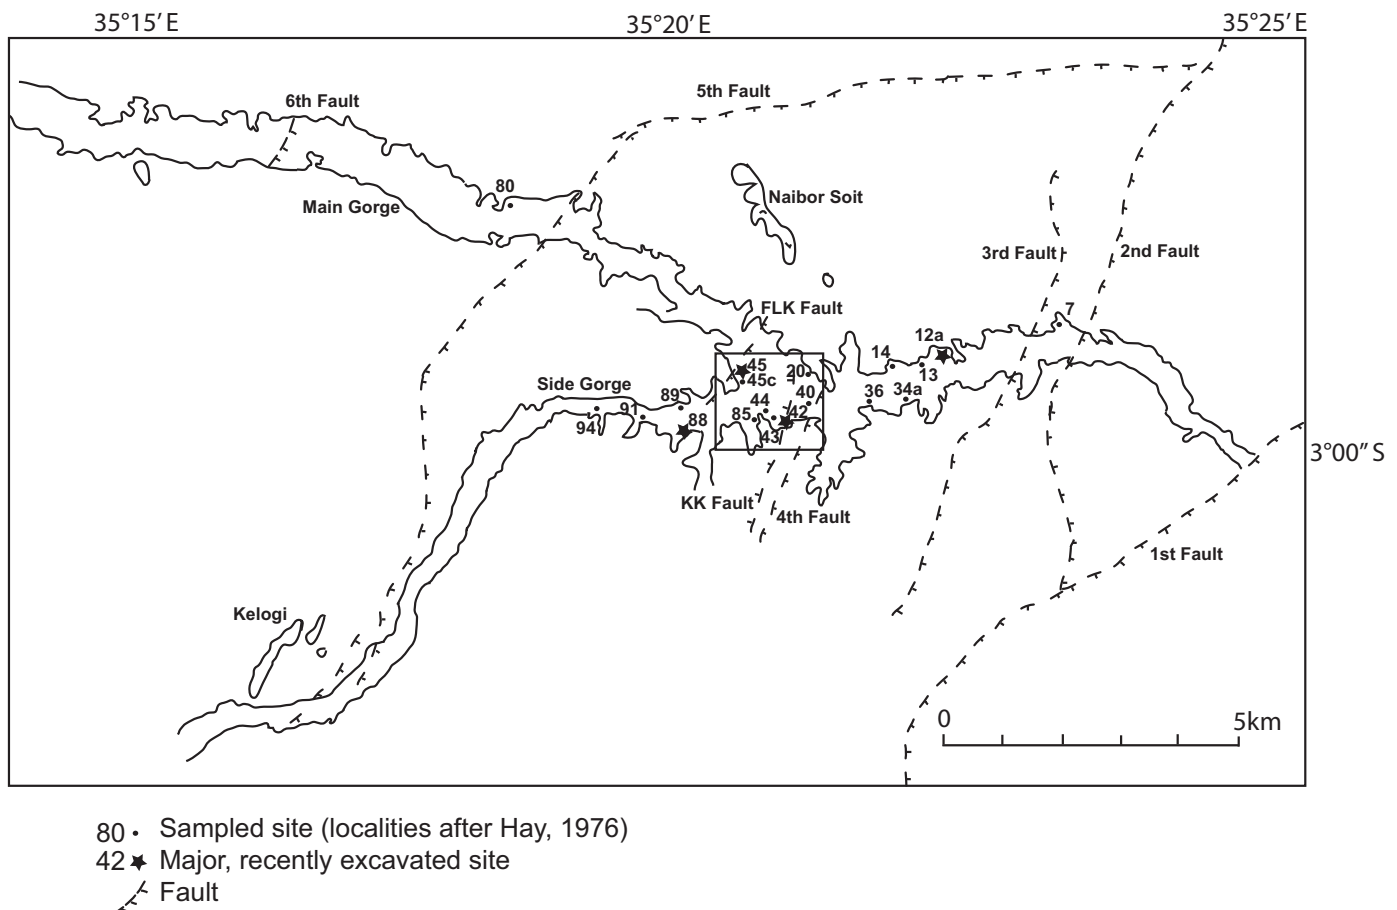 35°15’ E
35°20’ E
35°25’ E
6th Fault
5th Fault
80
Main Gorge
Naibor Soit
3rd Fault
2nd Fault
FLK Fault
7
12a
14
13
45
45c
20
Side Gorge
89
91
94
88
44
85
40
42
43
36
34a
3°00” S
KK Fault
4th Fault
1st Fault
Kelogi
0
5km
80 Sampled site (localities after Hay, 1976)
42 Major, recently excavated site
Fault